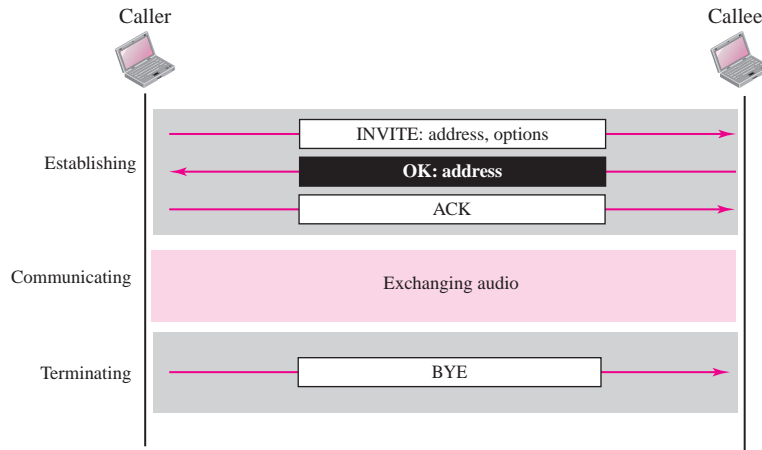 Caller
Callee
INVITE: address, options
Establishing
OK: address
ACK
Communicating
Exchanging audio
Terminating
BYE